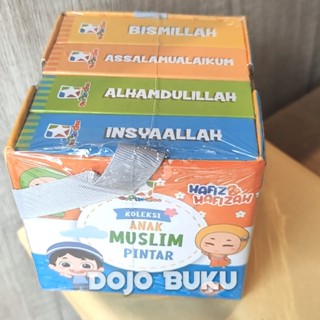 BISMILLAH
ASSALAMUALAIKUM
ALHAMDULILLAH
INSYAALLAH
HAFIZ & HAFIZAH
KOLEKSI
ANAK
MUSLIM
PINTAR
DOJO BUKU